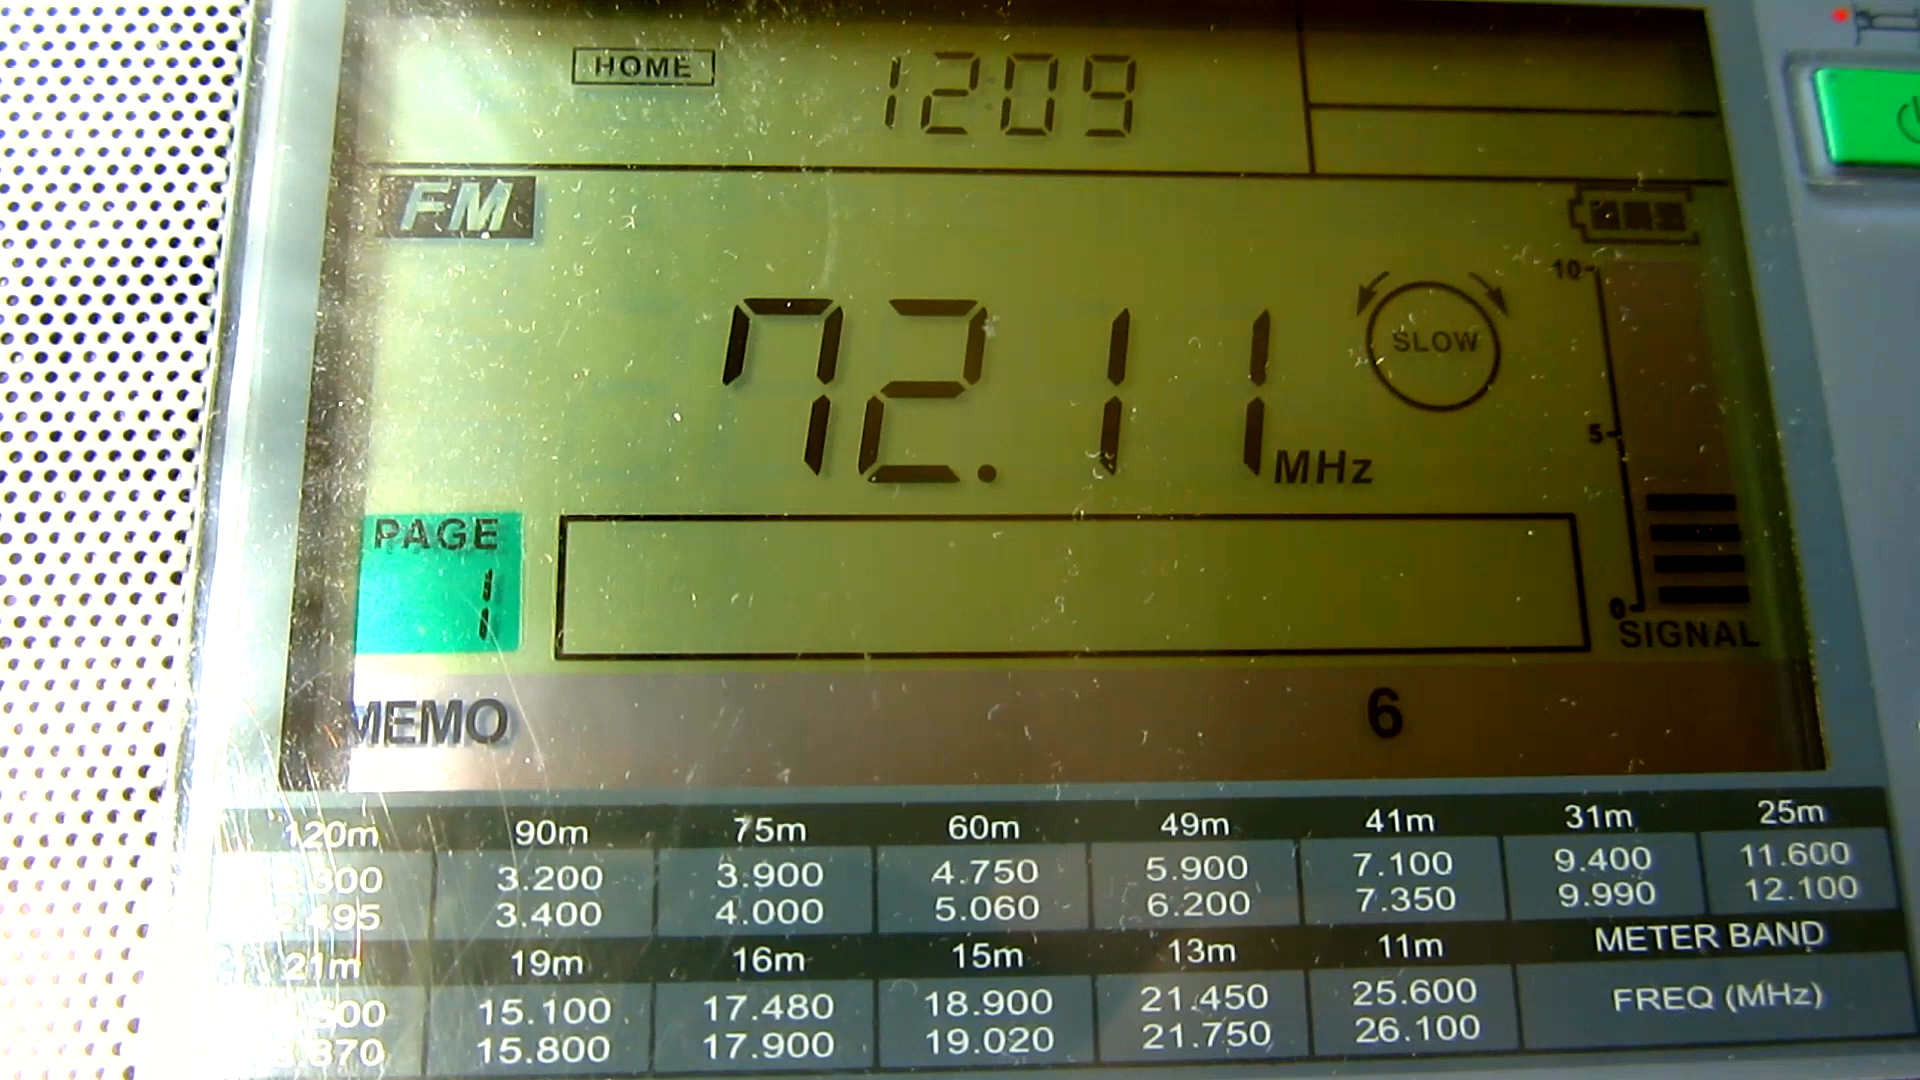 HOME 12:09
FM
10
72.11 MHz SLOW
5
PAGE
1
0
SIGNAL
MEMO 6
120m 90m 75m 60m 49m 41m 31m 25m
3.200 3.900 4.750 5.900 7.100 9.400 11.600
2.495 3.400 4.000 5.060 6.200 7.350 9.990 12.100
21m 19m 16m 15m 13m 11m METER BAND
15.100 17.480 18.900 21.450 25.600 FREQ (MHz)
15.800 17.900 19.020 21.750 26.100